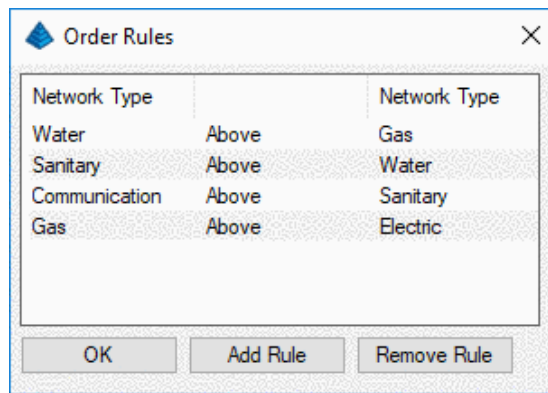 Order Rules
Network Type Network Type
Water Above Gas
Sanitary Above Water
Communication Above Sanitary
Gas Above Electric
OK Add Rule Remove Rule